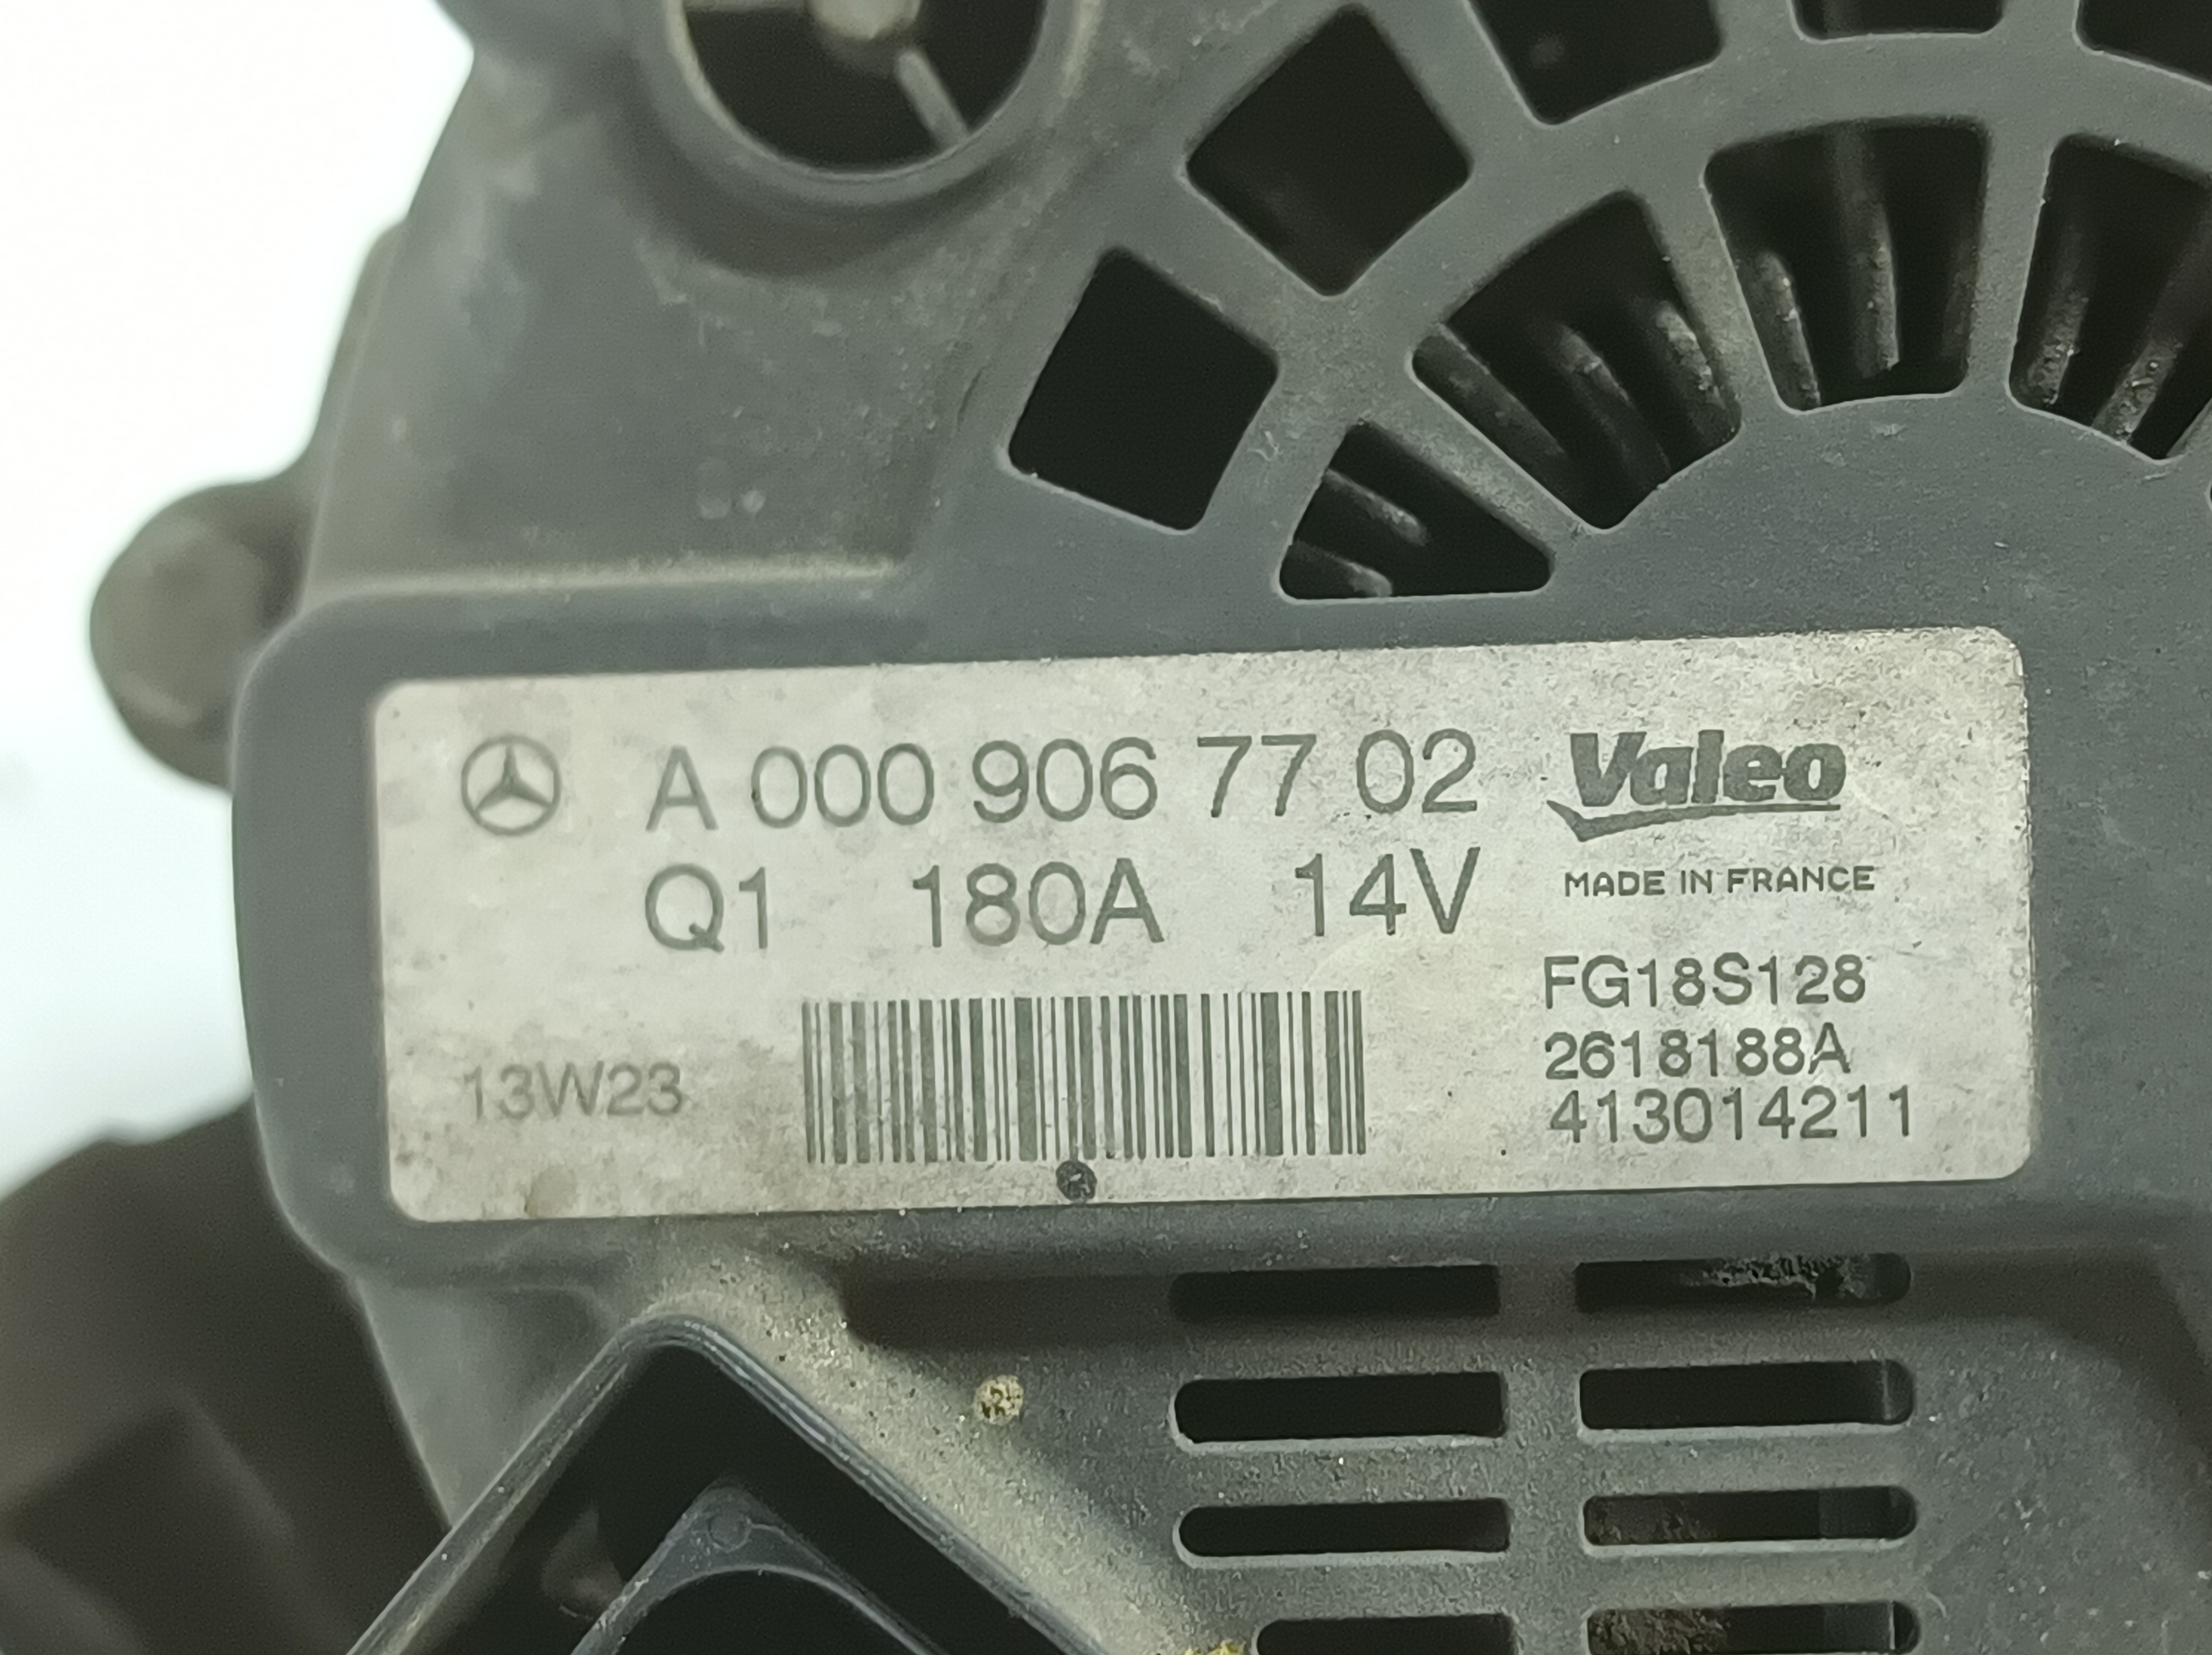 A 000 906 77 02
Q1 180A 14V
13W23
Valeo
MADE IN FRANCE
FG18S128
2618188A
413014211